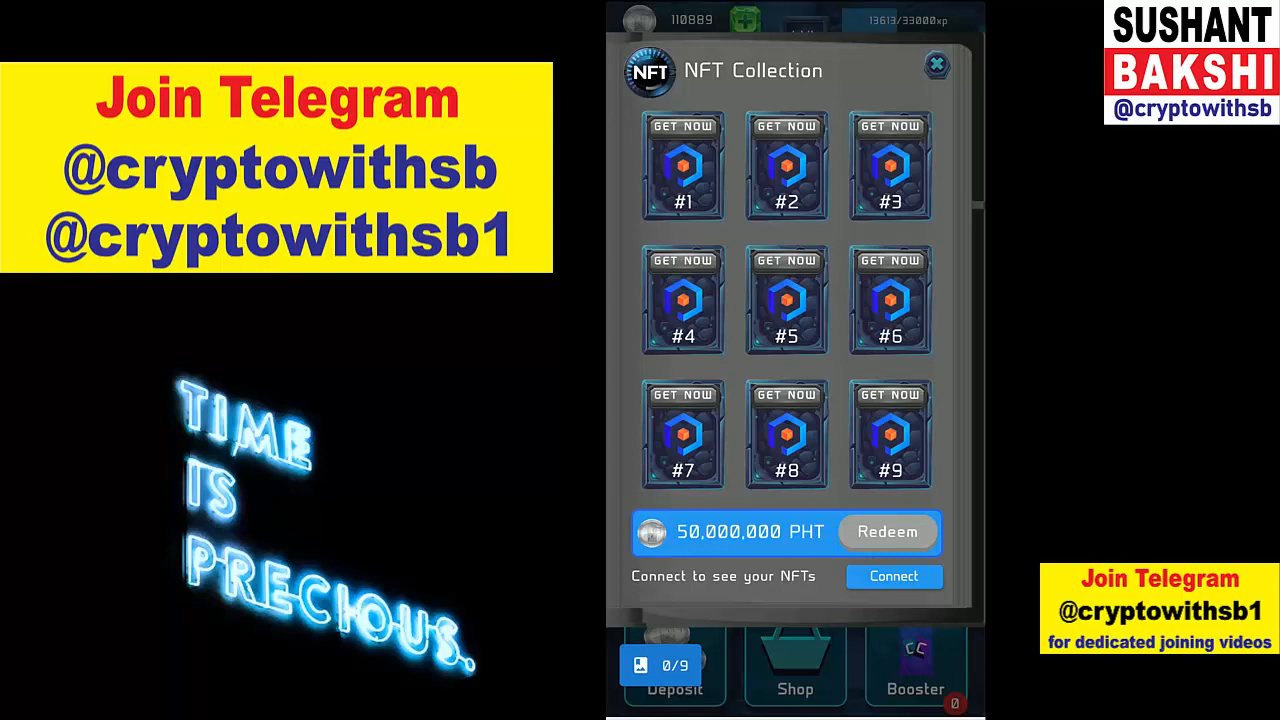 Join Telegram
@cryptowithsb
@cryptowithsb1
TIME
IS
PRECIOUS.
110889
13613/33000xp
NFT
NFT Collection
GET NOW
#1
GET NOW
#2
GET NOW
#3
GET NOW
#4
GET NOW
#5
GET NOW
#6
GET NOW
#7
GET NOW
#8
GET NOW
#9
50,000,000 PHT
Redeem
Connect to see your NFTs
Connect
0/9
Deposit
Shop
CC
Booster
0
SUSHANT
BAKSHI
@cryptowithsb
Join Telegram
@cryptowithsb1
for dedicated joining videos